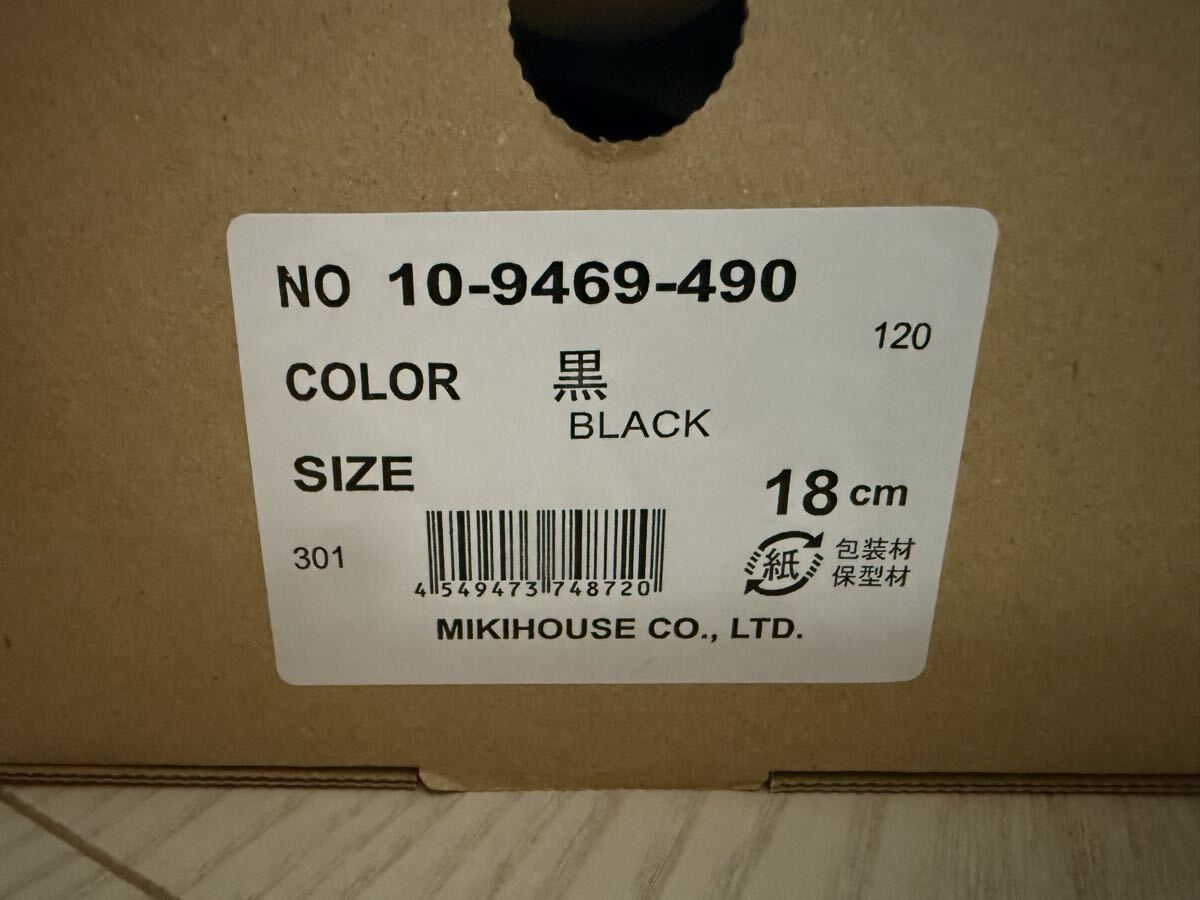 NO 10-9469-490
120
COLOR 黒
BLACK
SIZE
18 cm
301
4 549473 748720
紙
包装材
保型材
MIKIHOUSE CO., LTD.